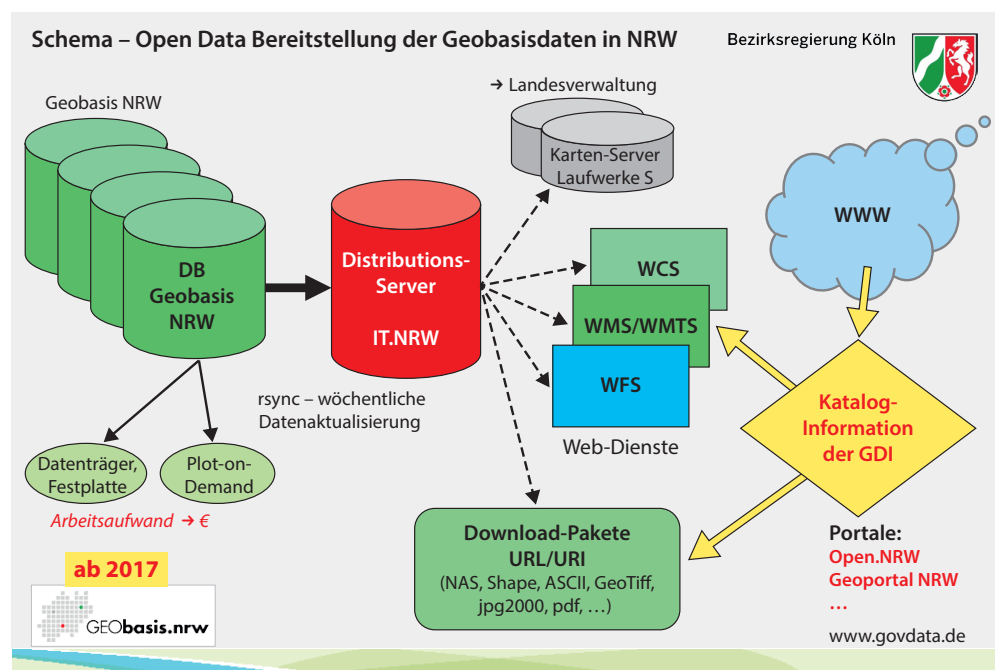 Schema – Open Data Bereitstellung der Geobasisdaten in NRW
Bezirksregierung Köln
Geobasis NRW
→ Landesverwaltung
Karten-Server
Laufwerke S
WWW
DB
Geobasis
NRW
Distributions-
Server
IT.NRW
WCS
WMS/WMTS
WFS
Web-Dienste
rsync – wöchentliche
Datenaktualisierung
Katalog-
Information
der GDI
Datenträger,
Festplatte
Plot-on-
Demand
Arbeitsaufwand → €
Download-Pakete
URL/URI
(NAS, Shape, ASCII, GeoTiff,
jpg2000, pdf, …)
Portale:
Open.NRW
Geoportal NRW
…
www.govdata.de
ab 2017
GEObasis.nrw